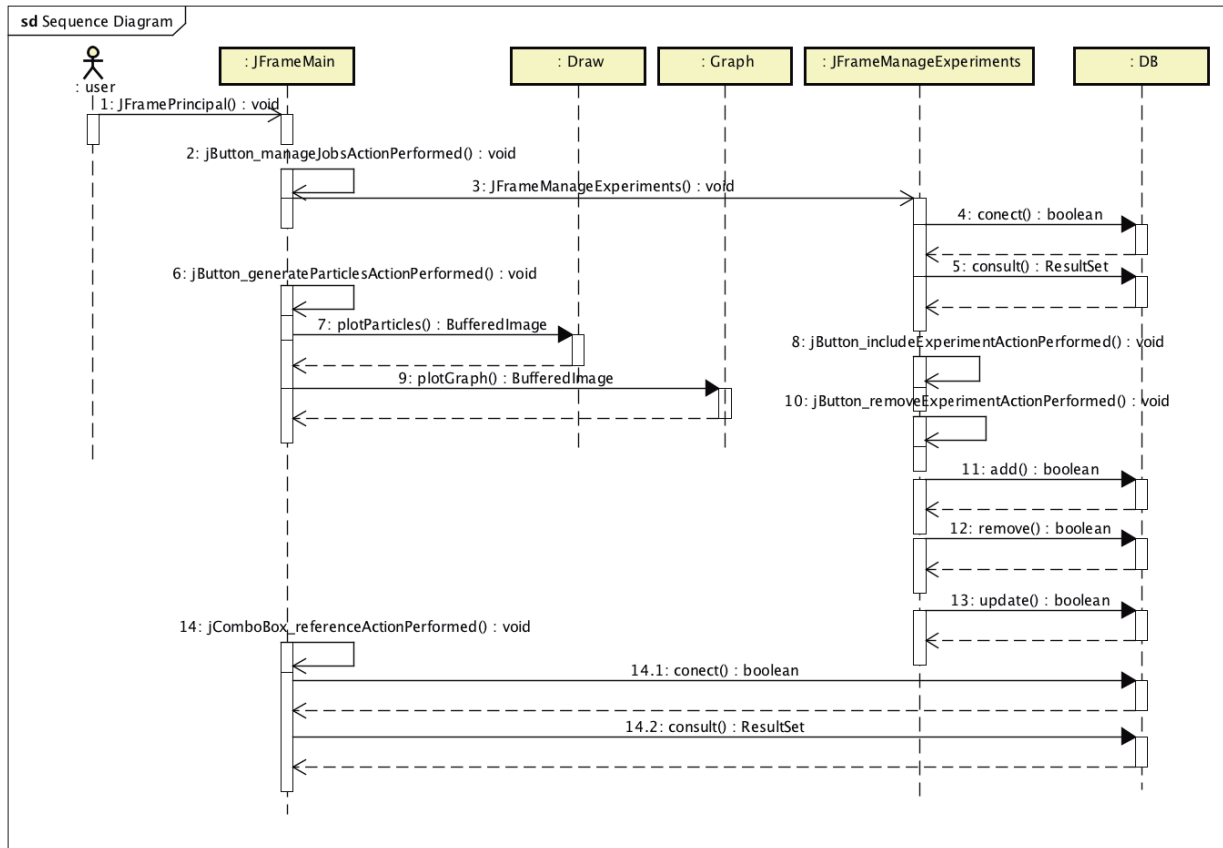 sd Sequence Diagram
: user
: JFrameMain
: Draw
: Graph
: JFrameManageExperiments
: DB
1: JFramePrincipal() : void
2: jButton_manageJobsActionPerformed() : void
3: JFrameManageExperiments() : void
4: conect() : boolean
5: consult() : ResultSet
6: jButton_generateParticlesActionPerformed() : void
7: plotParticles() : BufferedImage
8: jButton_includeExperimentActionPerformed() : void
9: plotGraph() : BufferedImage
10: jButton_removeExperimentActionPerformed() : void
11: add() : boolean
12: remove() : boolean
13: update() : boolean
14: jComboBox_referenceActionPerformed() : void
14.1: conect() : boolean
14.2: consult() : ResultSet